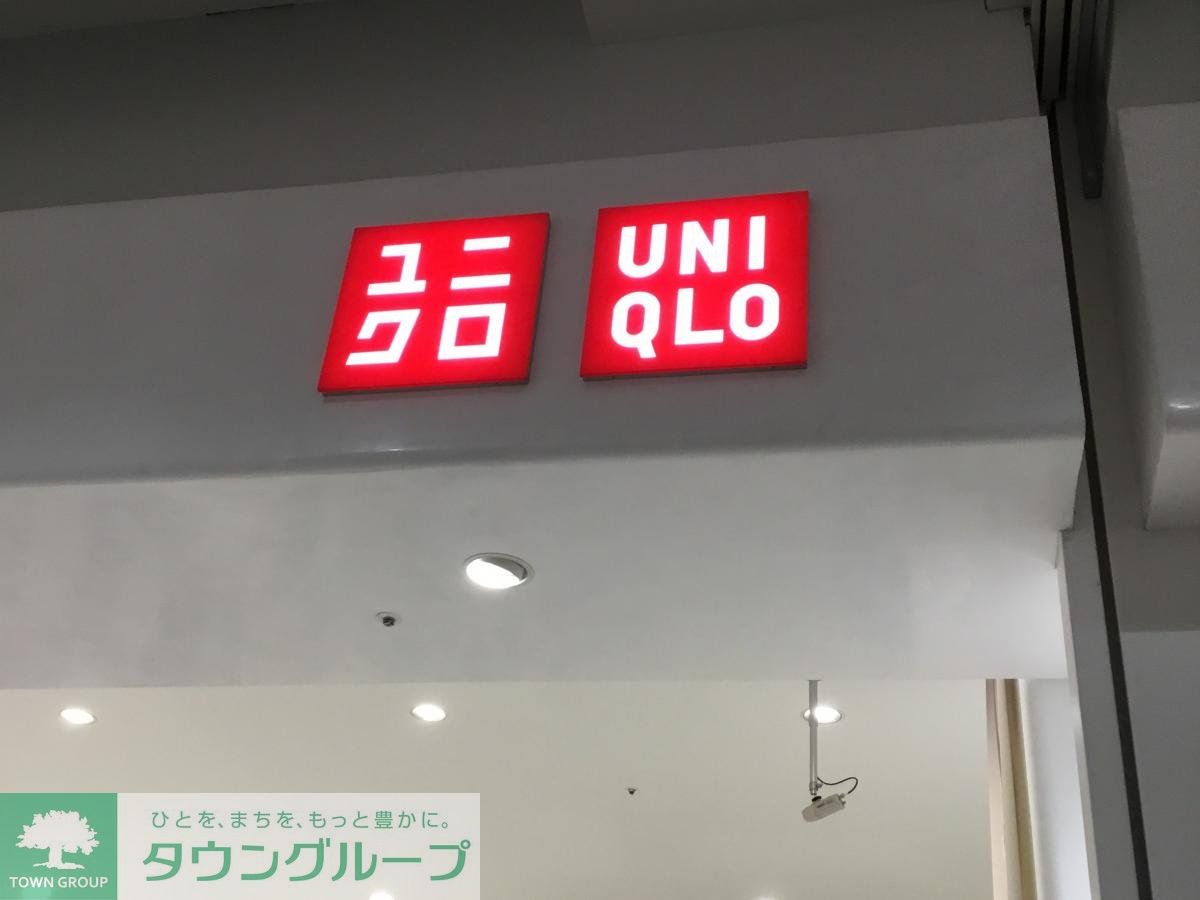 ユニ
クロ
UNI
QLO
ひとを、まちを、もっと豊かに。
タウングループ
TOWN GROUP